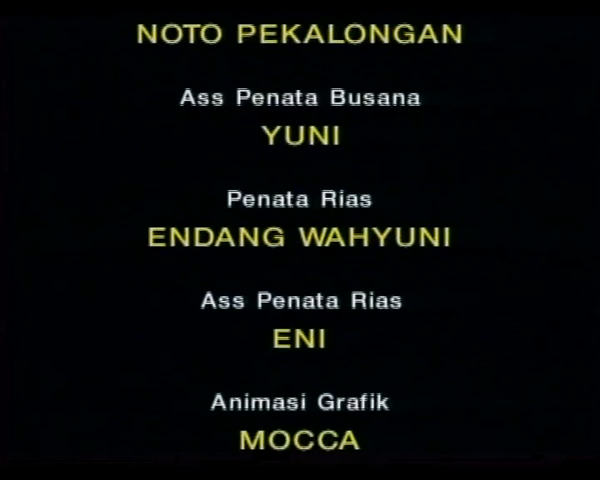 NOTO PEKALONGAN
Ass Penata Busana
YUNI
Penata Rias
ENDANG WAHYUNI
Ass Penata Rias
ENI
Animasi Grafik
MOCCA